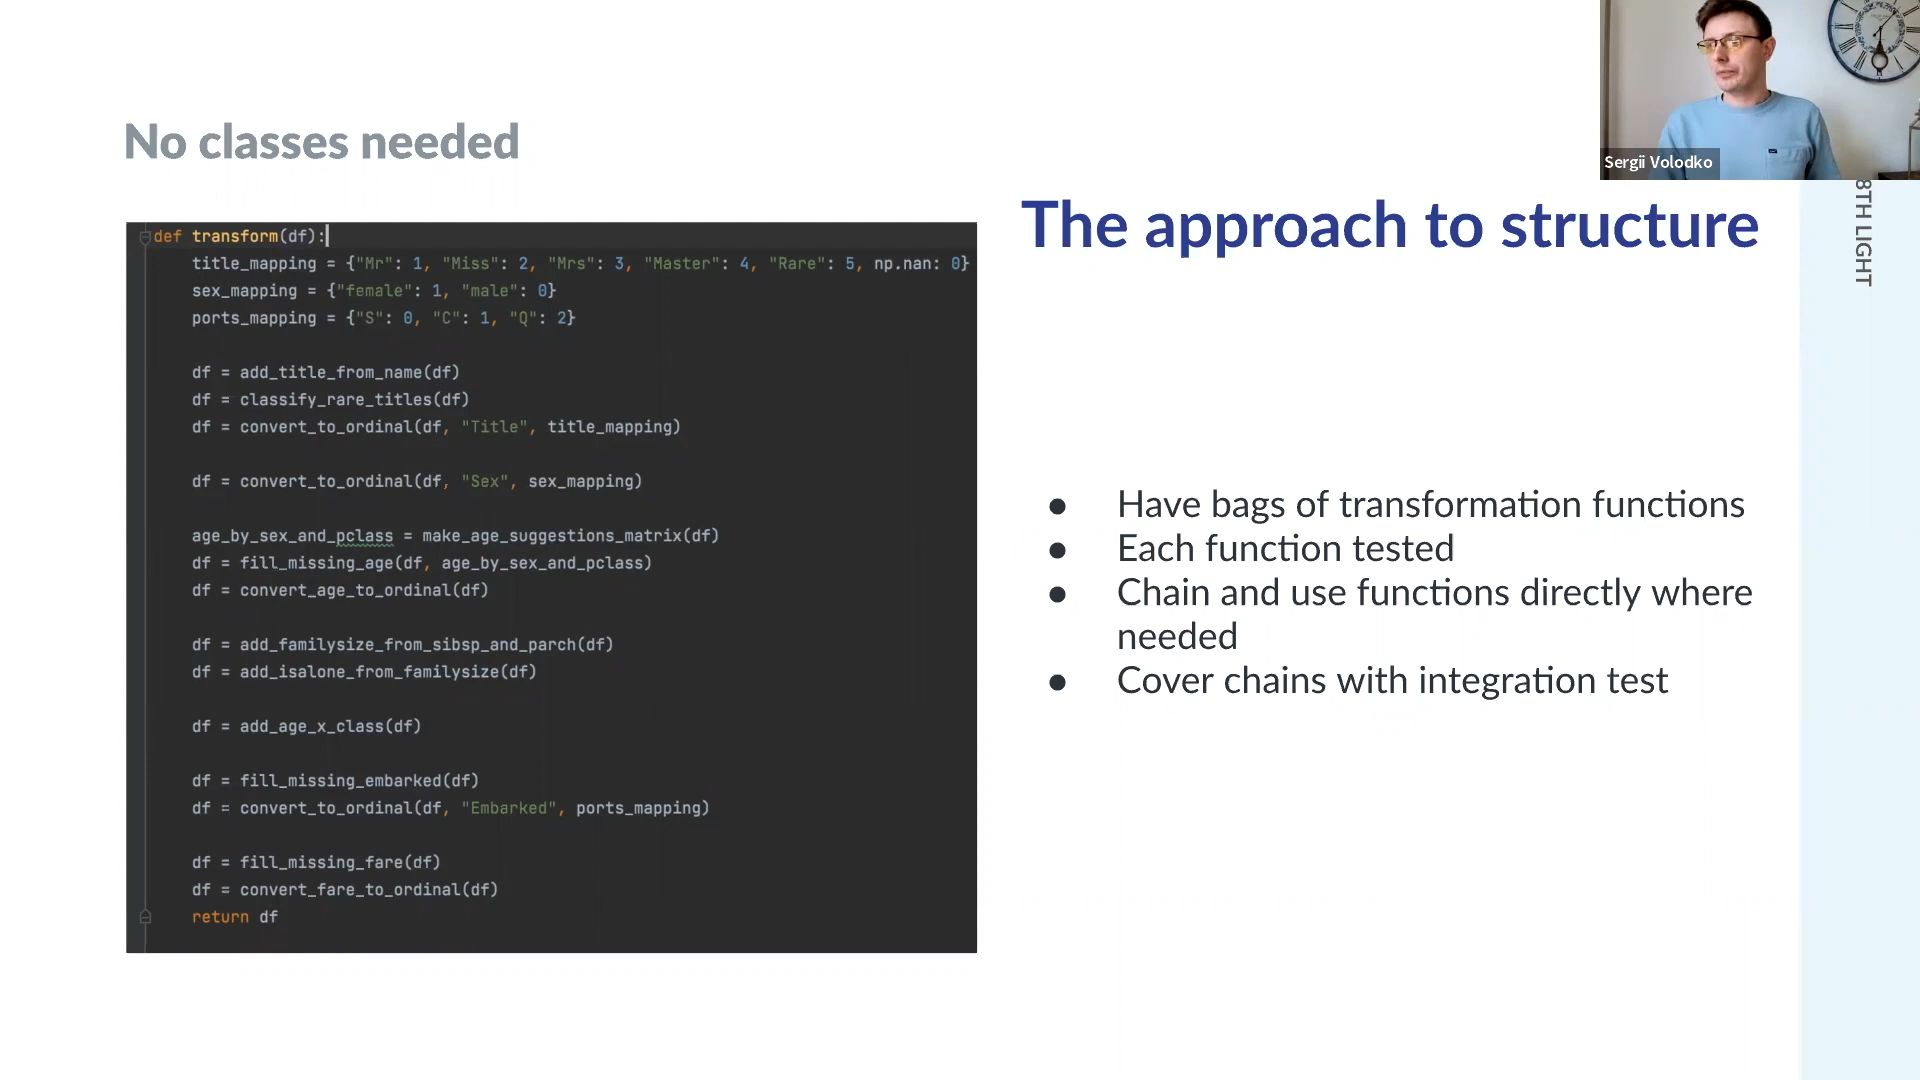 Sergii Volodko
8TH LIGHT
No classes needed
The approach to structure
def transform(df):
title_mapping = {"Mr": 1, "Miss": 2, "Mrs": 3, "Master": 4, "Rare": 5, np.nan: 0}
sex_mapping = {"female": 1, "male": 0}
ports_mapping = {"S": 0, "C": 1, "Q": 2}
df = add_title_from_name(df)
df = classify_rare_titles(df)
df = convert_to_ordinal(df, "Title", title_mapping)
df = convert_to_ordinal(df, "Sex", sex_mapping)
age_by_sex_and_pclass = make_age_suggestions_matrix(df)
df = fill_missing_age(df, age_by_sex_and_pclass)
df = convert_age_to_ordinal(df)
df = add_familysize_from_sibsp_and_parch(df)
df = add_isalone_from_familysize(df)
df = add_age_x_class(df)
df = fill_missing_embarked(df)
df = convert_to_ordinal(df, "Embarked", ports_mapping)
df = fill_missing_fare(df)
df = convert_fare_to_ordinal(df)
return df
● Have bags of transformation functions
● Each function tested
● Chain and use functions directly where
needed
● Cover chains with integration test